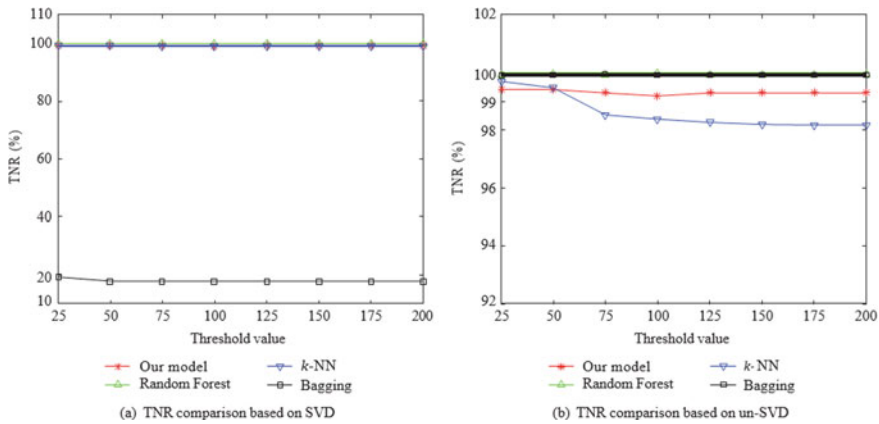 110
100
80
60
40
20
10
TNR (%)
25 50 75 100 125 150 175 200
Threshold value
Our model
k-NN
Random Forest
Bagging
(a) TNR comparison based on SVD
102
100
99
98
96
94
92
TNR (%)
25 50 75 100 125 150 175 200
Threshold value
Our model
k-NN
Random Forest
Bagging
(b) TNR comparison based on un-SVD